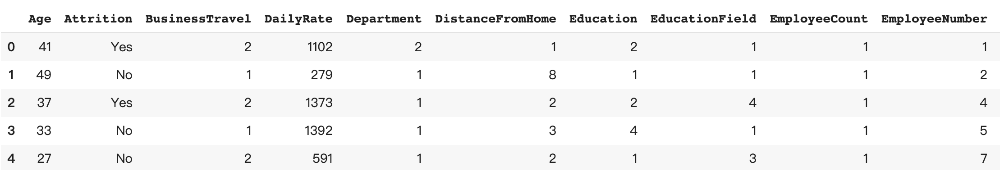 Age Attrition BusinessTravel DailyRate Department DistanceFromHome Education EducationField EmployeeCount EmployeeNumber
0 41 Yes 2 1102 2 1 2 1 1 1
1 49 No 1 279 1 8 1 1 1 2
2 37 Yes 2 1373 1 2 2 4 1 4
3 33 No 1 1392 1 3 4 1 1 5
4 27 No 2 591 1 2 1 3 1 7